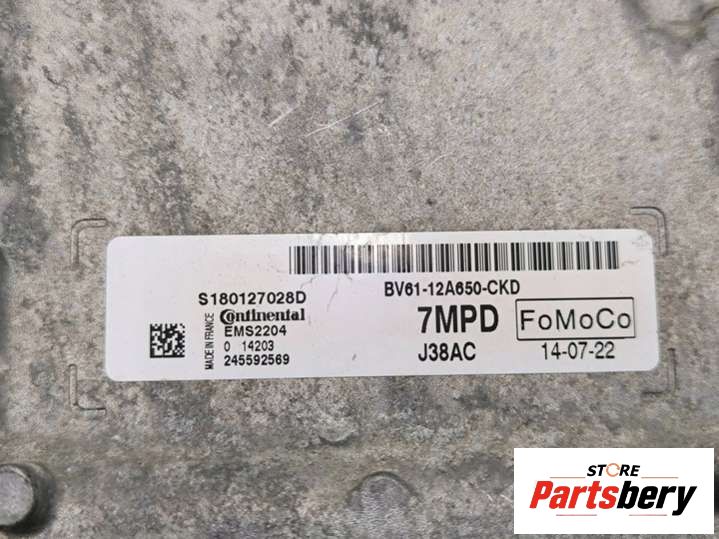 S180127028D
Continental
EMS2204
0 14203
245592569
MADE IN FRANCE
BV61-12A650-CKD
7MPD
FoMoCo
J38AC
14-07-22
STORE
Partsbery